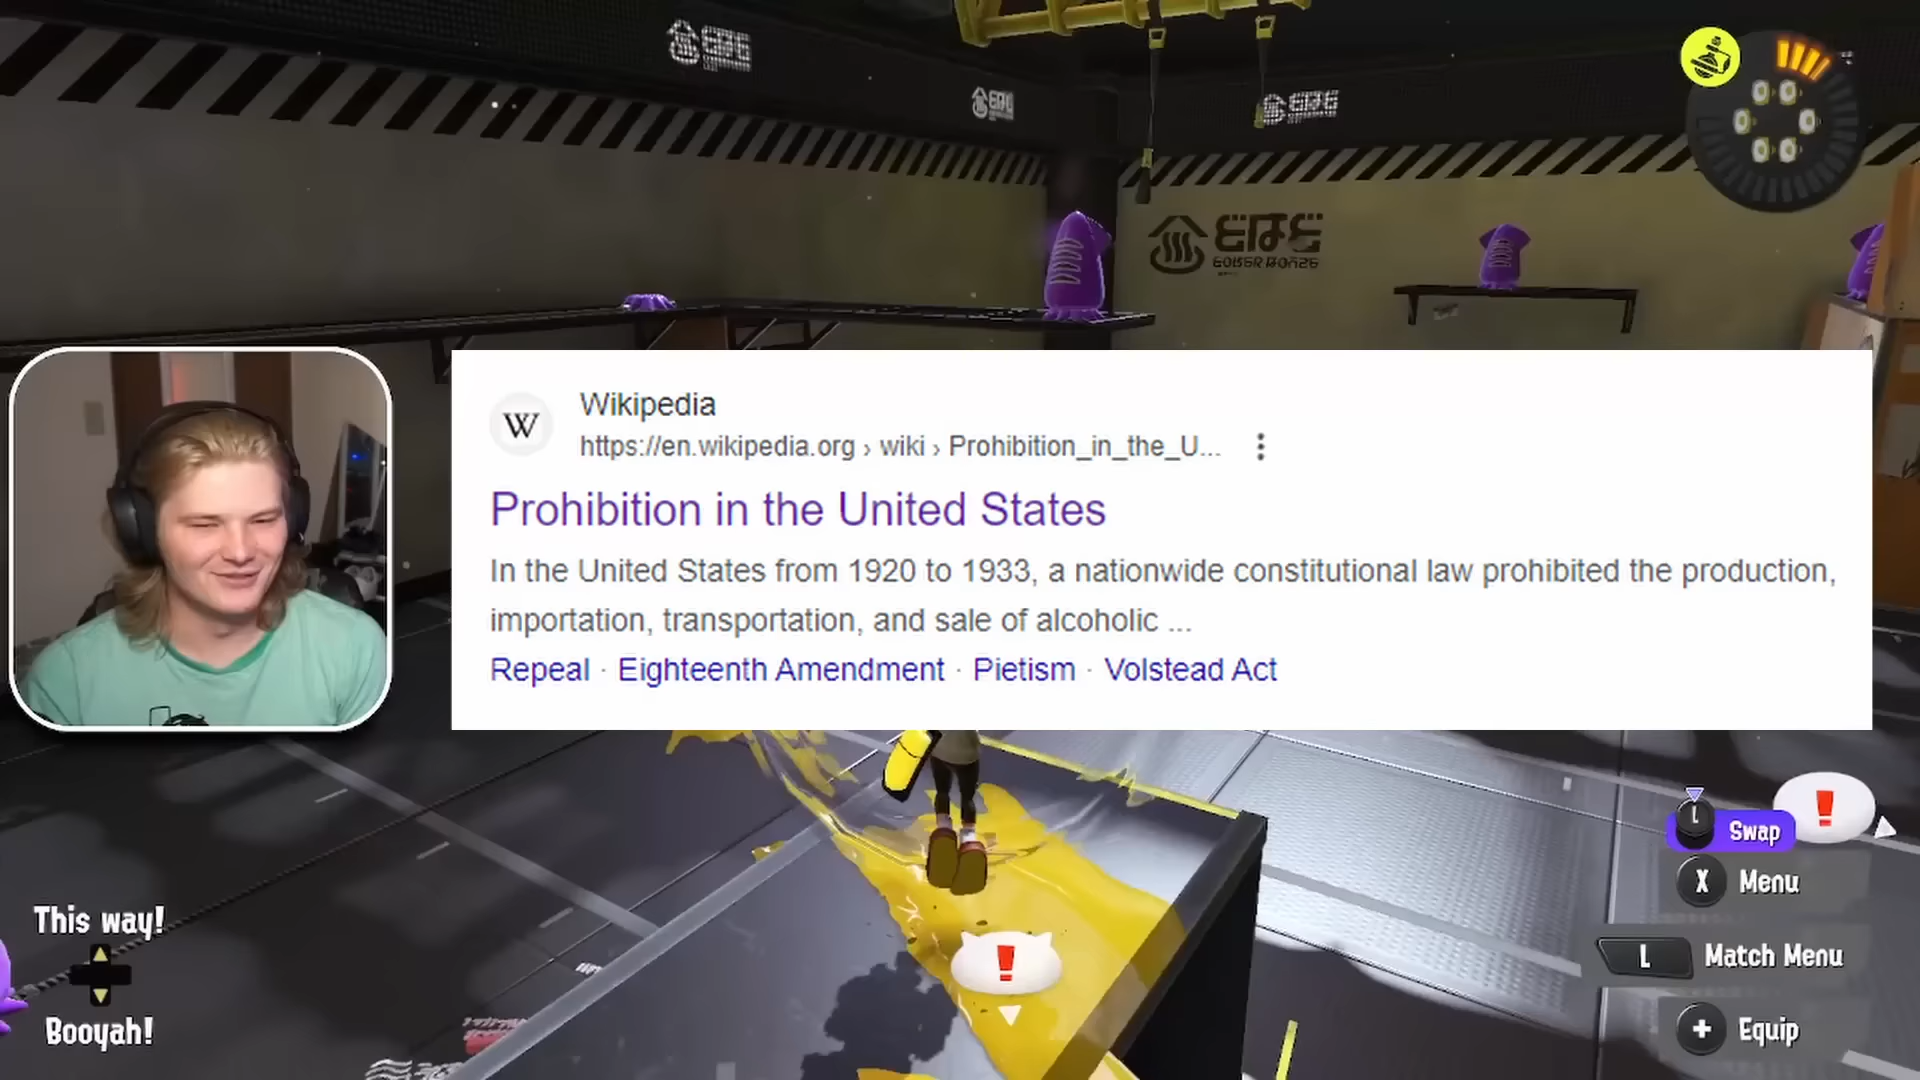 Wikipedia
https://en.wikipedia.org › wiki › Prohibition_in_the_U...
Prohibition in the United States
In the United States from 1920 to 1933, a nationwide constitutional law prohibited the production,
importation, transportation, and sale of alcoholic ...
Repeal · Eighteenth Amendment · Pietism · Volstead Act
L Swap
X Menu
L Match Menu
+ Equip
This way!
Booyah!